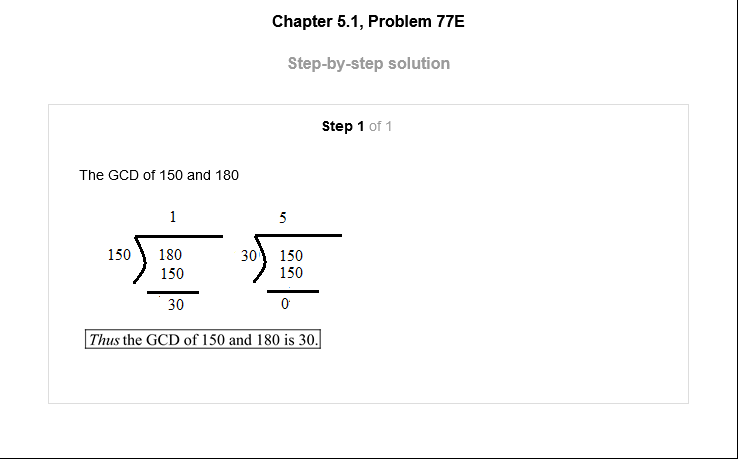 Chapter 5.1, Problem 77E
Step-by-step solution
Step 1 of 1
The GCD of 150 and 180
1 5
150 180 30 150
150 150
30 0
Thus the GCD of 150 and 180 is 30.